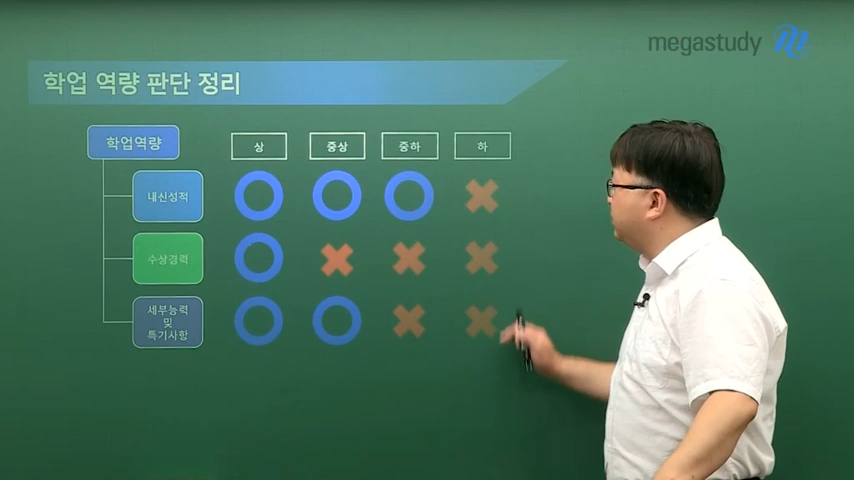 megastudy
학업 역량 판단 정리
학업역량
상
중상
중하
하
내신성적
수상경력
세부능력
및
특기사항